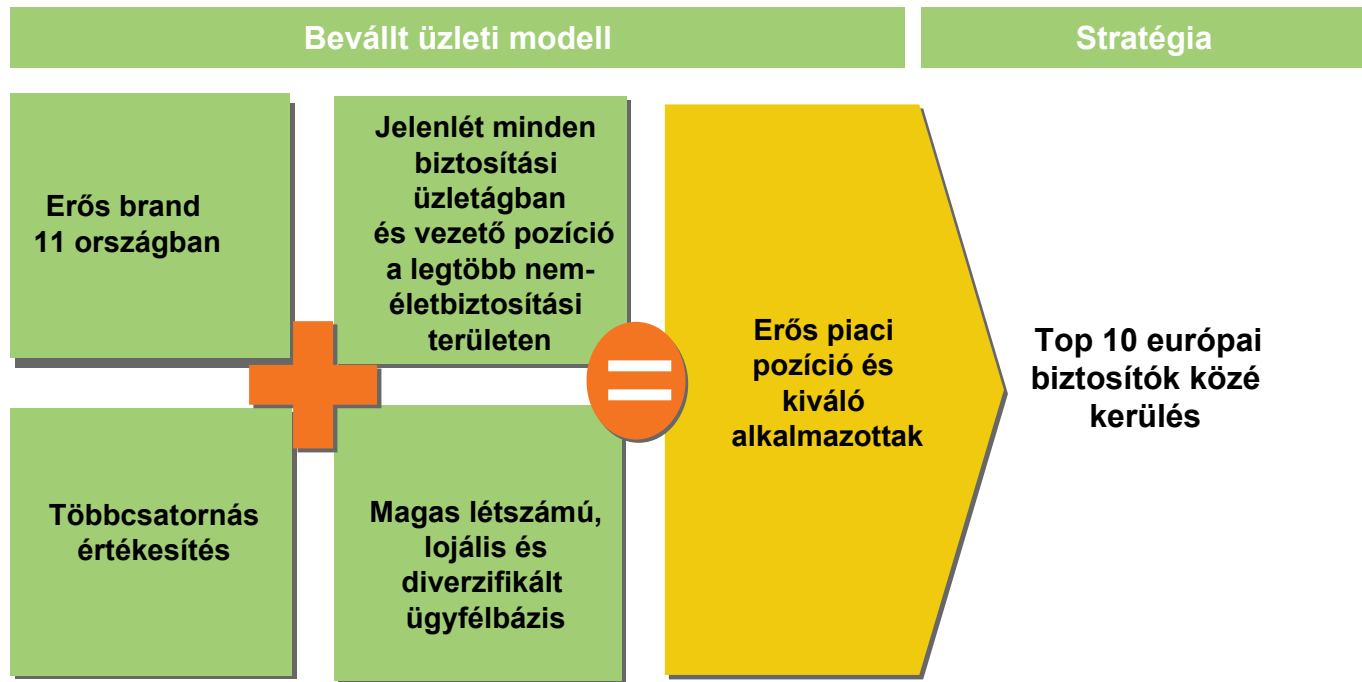 Bevállt üzleti modell
Stratégia
Erős brand
11 országban
Jelenlét minden
biztosítási
üzletágban
és vezető pozíció
a legtöbb nem-
életbiztosítási
területen
Többcsatornás
értékesítés
Magas létszámú,
lojális és
diverzifikált
ügyfélbázis
Erős piaci
pozíció és
kiváló
alkalmazottak
Top 10 európai
biztosítók közé
kerülés